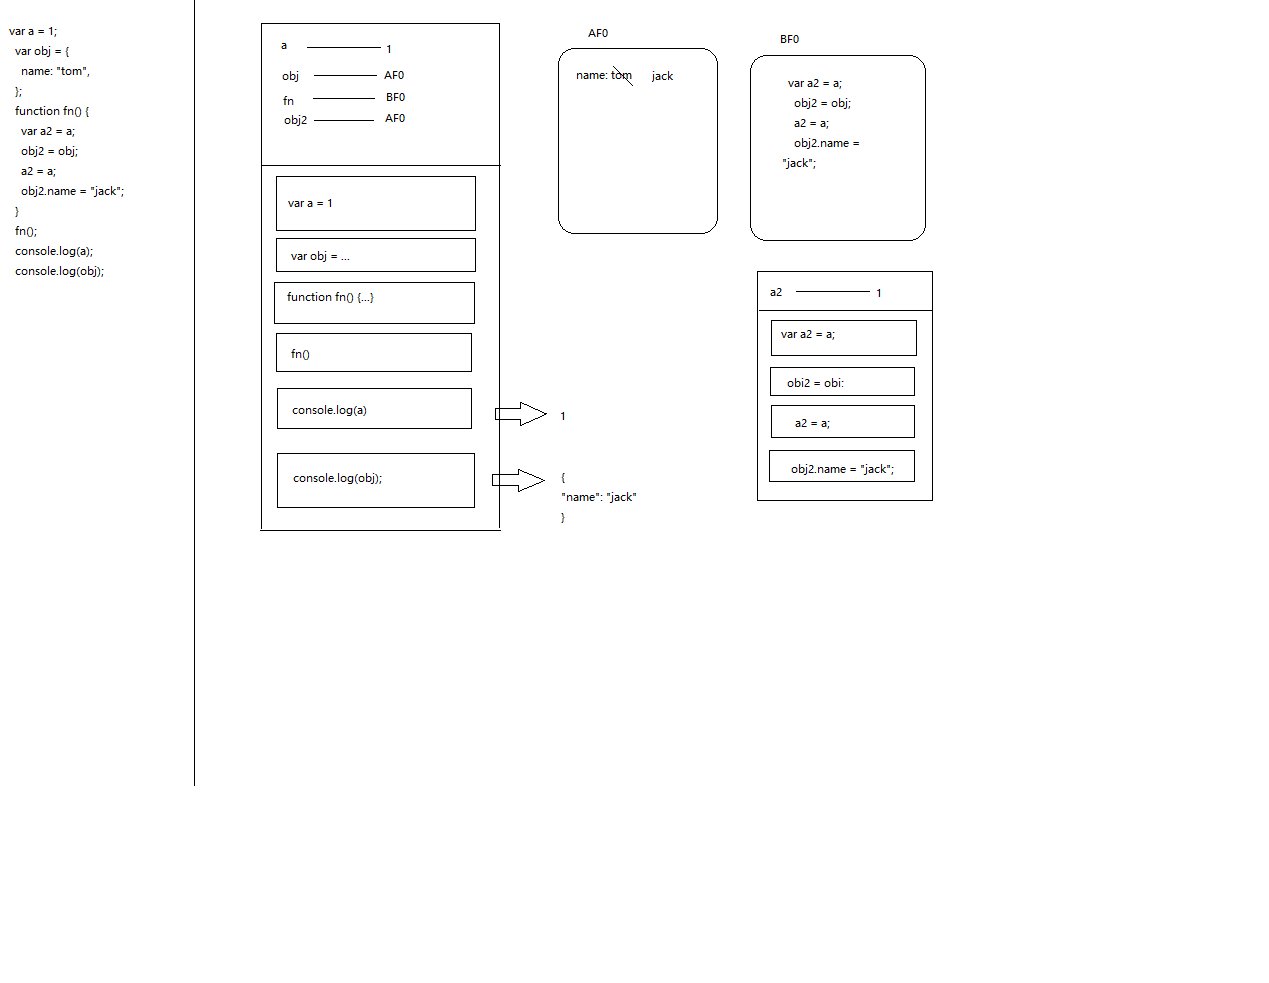 var a = 1;
var obj = {
name: "tom",
};
function fn() {
var a2 = a;
obj2 = obj;
a2 = a;
obj2.name = "jack";
}
fn();
console.log(a);
console.log(obj);
a 1
obj AF0
fn BF0
obj2 AF0
var a = 1
var obj = ...
function fn() {...}
fn()
console.log(a)
1
console.log(obj);
{
"name": "jack"
}
AF0
name: tom jack
BF0
var a2 = a;
obj2 = obj;
a2 = a;
obj2.name =
"jack";
a2 1
var a2 = a;
obi2 = obi:
a2 = a;
obj2.name = "jack";